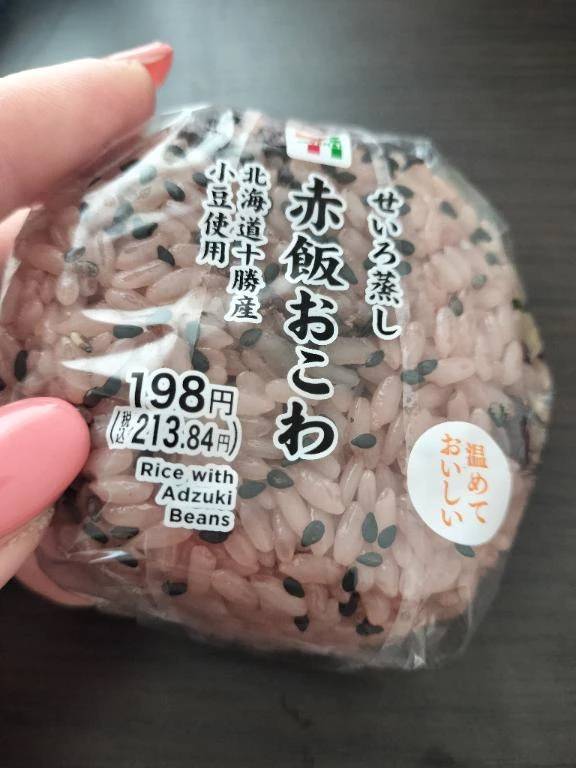 せいろ蒸し
赤飯おこわ
北海道十勝産
小豆使用
198円
(税込213.84円)
Rice with
Adzuki
Beans
温めて
おいしい